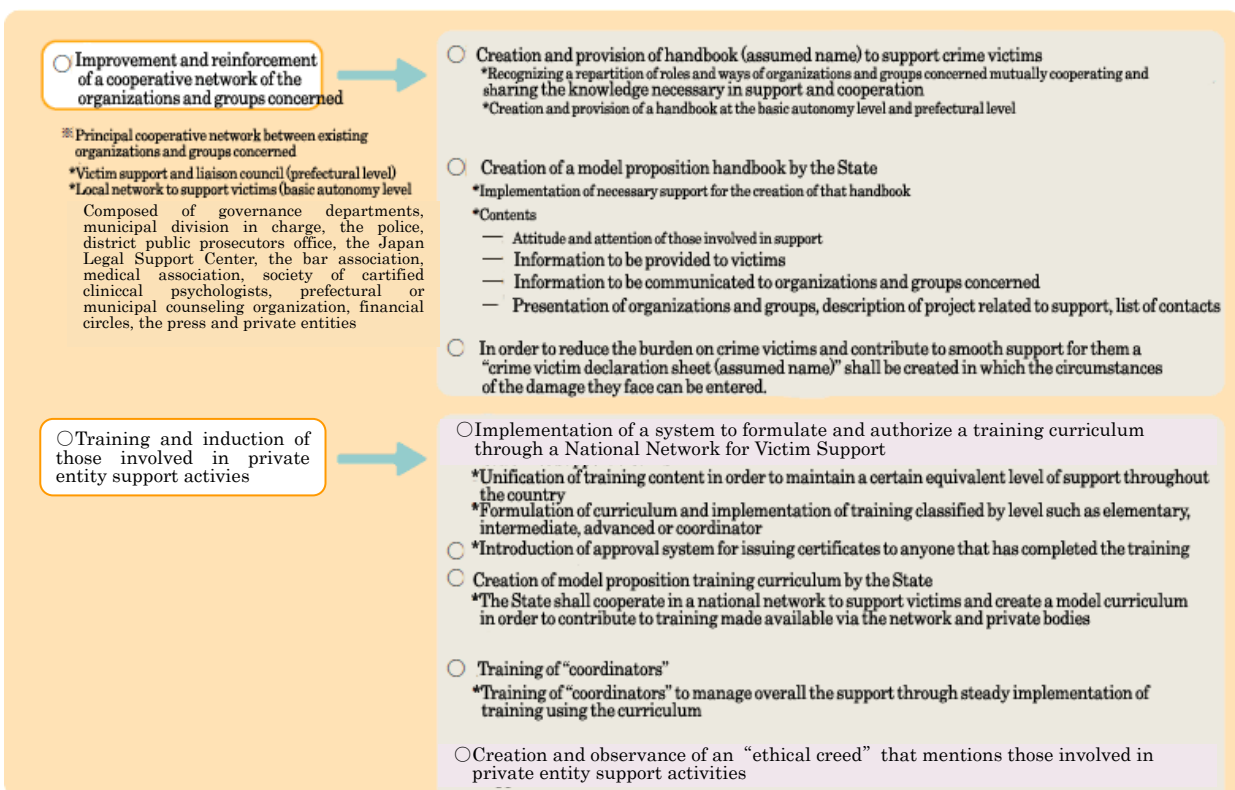 ○ Improvement and reinforcement
of a cooperative network of the
organizations and groups concerned
※Principal cooperative network between existing
organizations and groups concerned
*Victim support and liaison council (prefectural level)
*Local network to support victims (basic autonomy level
Composed of governance departments,
municipal division in charge, the police,
district public prosecutors office, the Japan
Legal Support Center, the bar association,
medical association, society of cartified
cliniccal psychologists, prefectural or
municipal counseling organization, financial
circles, the press and private entities
○ Creation and provision of handbook (assumed name) to support crime victims
*Recognizing a repartition of roles and ways of organizations and groups concerned mutually cooperating and
sharing the knowledge necessary in support and cooperation
*Creation and provision of a handbook at the basic autonomy level and prefectural level
○ Creation of a model proposition handbook by the State
*Implementation of necessary support for the creation of that handbook
*Contents
— Attitude and attention of those involved in support
— Information to be provided to victims
— Information to be communicated to organizations and groups concerned
— Presentation of organizations and groups, description of project related to support, list of contacts
○ In order to reduce the burden on crime victims and contribute to smooth support for them a
“crime victim declaration sheet (assumed name)” shall be created in which the circumstances
of the damage they face can be entered.
○Training and induction of
those involved in private
entity support activies
○Implementation of a system to formulate and authorize a training curriculum
through a National Network for Victim Support
*Unification of training content in order to maintain a certain equivalent level of support throughout
the country
*Formulation of curriculum and implementation of training classified by level such as elementary,
intermediate, advanced or coordinator
○ *Introduction of approval system for issuing certificates to anyone that has completed the training
○ Creation of model proposition training curriculum by the State
*The State shall cooperate in a national network to support victims and create a model curriculum
in order to contribute to training made available via the network and private bodies
○ Training of “coordinators”
*Training of “coordinators” to manage overall the support through steady implementation of
training using the curriculum
○Creation and observance of an “ethical creed” that mentions those involved in
private entity support activities